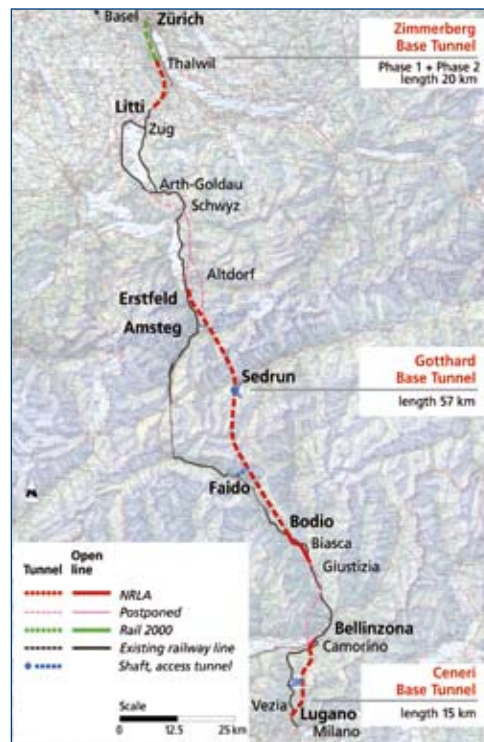 Basel
Zürich
Zimmerberg
Base Tunnel
Phase 1 + Phase 2
length 20 km
Thalwil
Litti
Zug
Arth-Goldau
Schwyz
Altdorf
Erstfeld
Amsteg
Gotthard
Base Tunnel
length 57 km
Sedrun
Faido
Bodio
Biasca
Giustizia
Tunnel Open line
NRLA
Postponed
Rail 2000
Existing railway line
Shaft, access tunnel
Bellinzona
Camorino
Ceneri
Base Tunnel
length 15 km
Vezia
Lugano
Milano
Scale
0 12.5 25 km